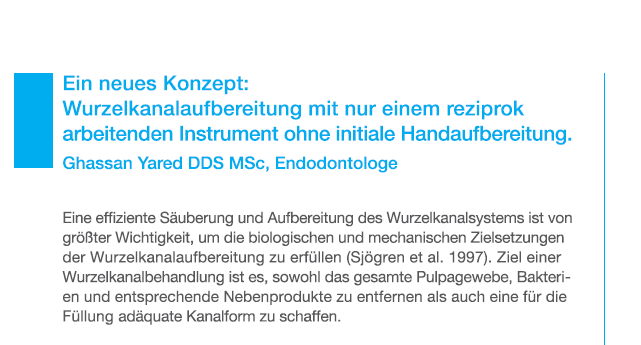 Ein neues Konzept:
Wurzelkanalaufbereitung mit nur einem reziprok
arbeitenden Instrument ohne initiale Handaufbereitung.
Ghassan Yared DDS MSc, Endodontologe
Eine effiziente Säuberung und Aufbereitung des Wurzelkanalsystems ist von
größter Wichtigkeit, um die biologischen und mechanischen Zielsetzungen
der Wurzelkanalaufbereitung zu erfüllen (Sjögren et al. 1997). Ziel einer
Wurzelkanalbehandlung ist es, sowohl das gesamte Pulpagewebe, Bakteri-
en und entsprechende Nebenprodukte zu entfernen als auch eine für die
Füllung adäquate Kanalform zu schaffen.